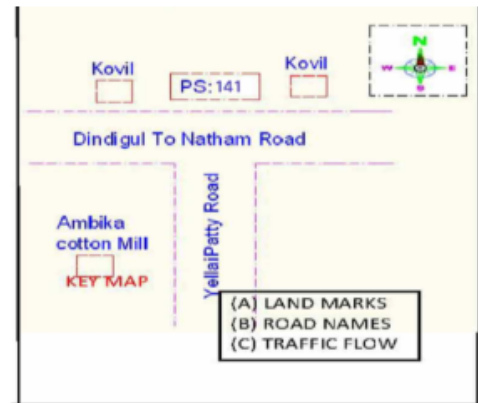 N
W E
S
Kovil
Kovil
PS: 141
Dindigul To Natham Road
YellaiPatty Road
Ambika
cotton Mill
KEY MAP
(A) LAND MARKS
(B) ROAD NAMES
(C) TRAFFIC FLOW